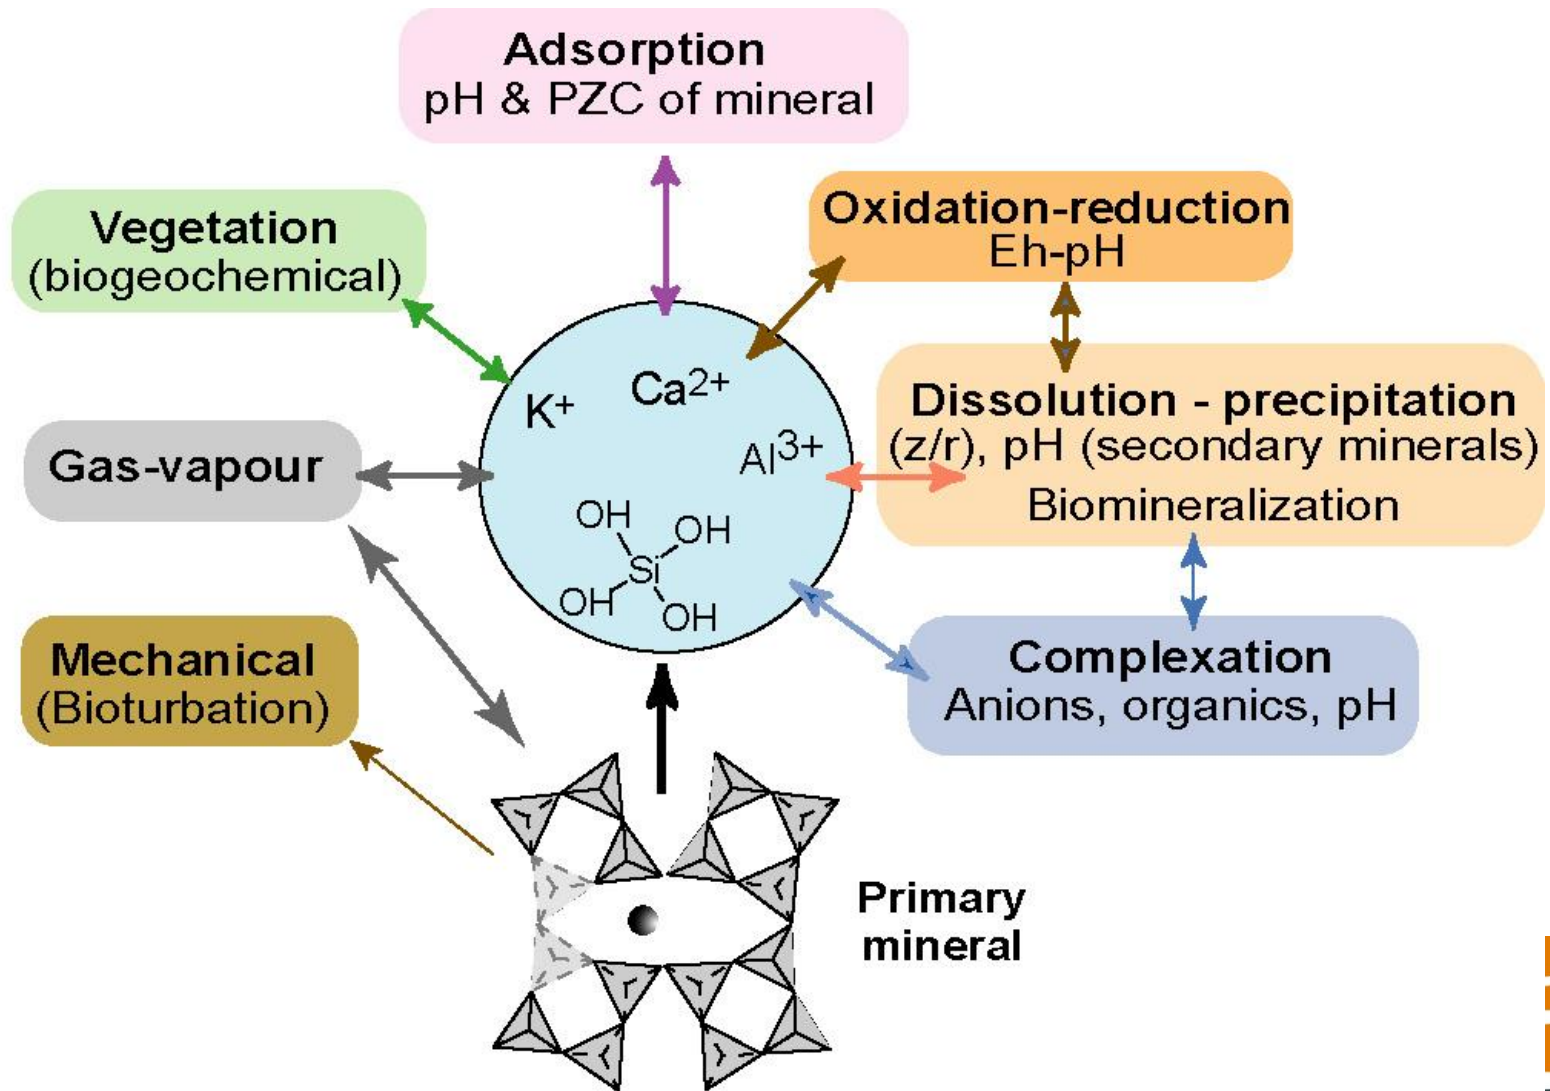 Adsorption
pH & PZC of mineral
Oxidation-reduction
Eh-pH
Vegetation
(biogeochemical)
K+
Ca2+
Al3+
Dissolution - precipitation
(z/r), pH (secondary minerals)
Biomineralization
Gas-vapour
OH
OH
Si
OH
OH
Mechanical
(Bioturbation)
Complexation
Anions, organics, pH
Primary
mineral